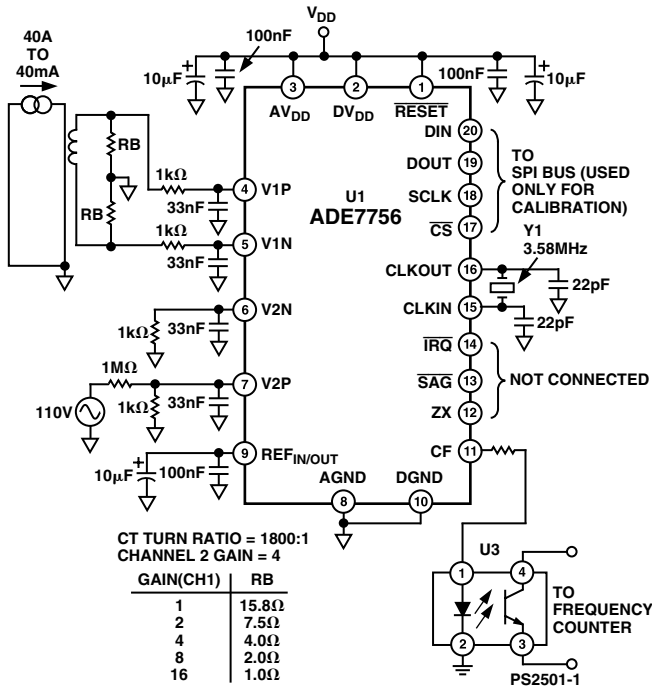 40A
TO
40mA
V_DD
100nF
10µF
100nF
10µF
3
2
1
AV_DD
DV_DD
RESET
RB
RB
1kΩ
33nF
4
V1P
1kΩ
33nF
5
V1N
1kΩ
33nF
6
V2N
1MΩ
110V
1kΩ
33nF
7
V2P
10µF
100nF
9
REF_IN/OUT
U1
ADE7756
DIN
20
DOUT
19
SCLK
18
CS
17
TO
SPI BUS (USED
ONLY FOR
CALIBRATION)
Y1
3.58MHz
CLKOUT
16
22pF
CLKIN
15
22pF
IRQ
14
SAG
13
ZX
12
NOT CONNECTED
CF
11
AGND
DGND
8
10
CT TURN RATIO = 1800:1
CHANNEL 2 GAIN = 4
GAIN(CH1) RB
1 15.8Ω
2 7.5Ω
4 4.0Ω
8 2.0Ω
16 1.0Ω
U3
1
4
2
3
TO
FREQUENCY
COUNTER
PS2501-1